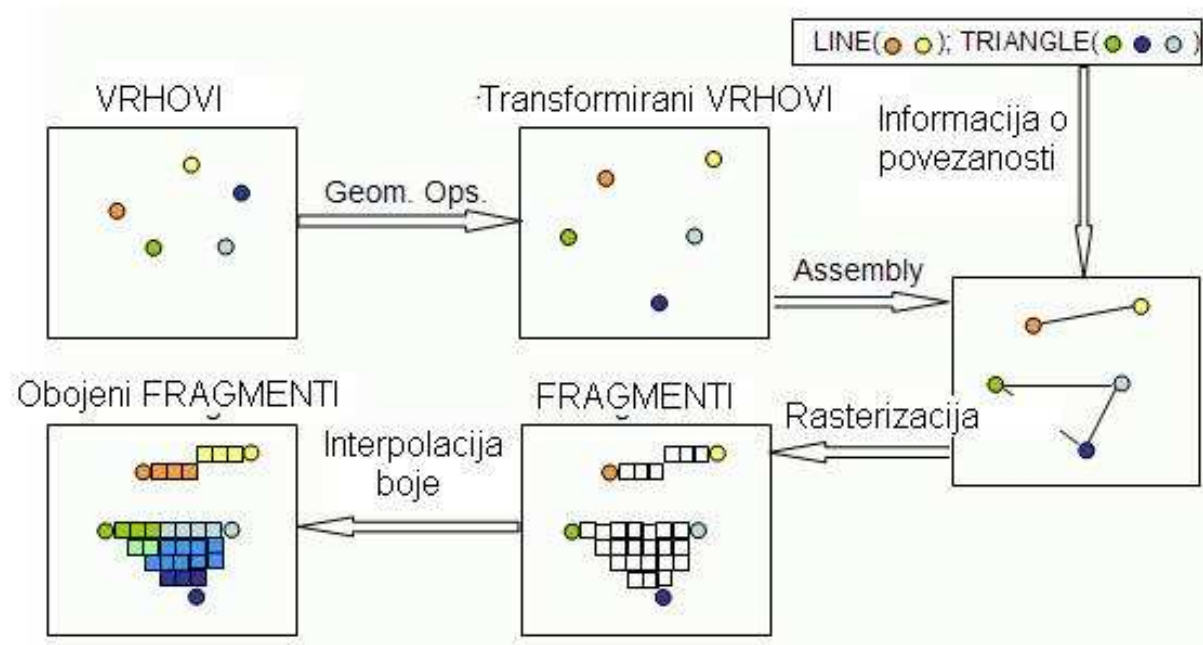 LINE( ); TRIANGLE( )
VRHOVI
Transformirani VRHOVI
Informacija o
povezanosti
Geom. Ops.
Assembly
Obojeni FRAGMENTI
FRAGMENTI
Rasterizacija
Interpolacija
boje